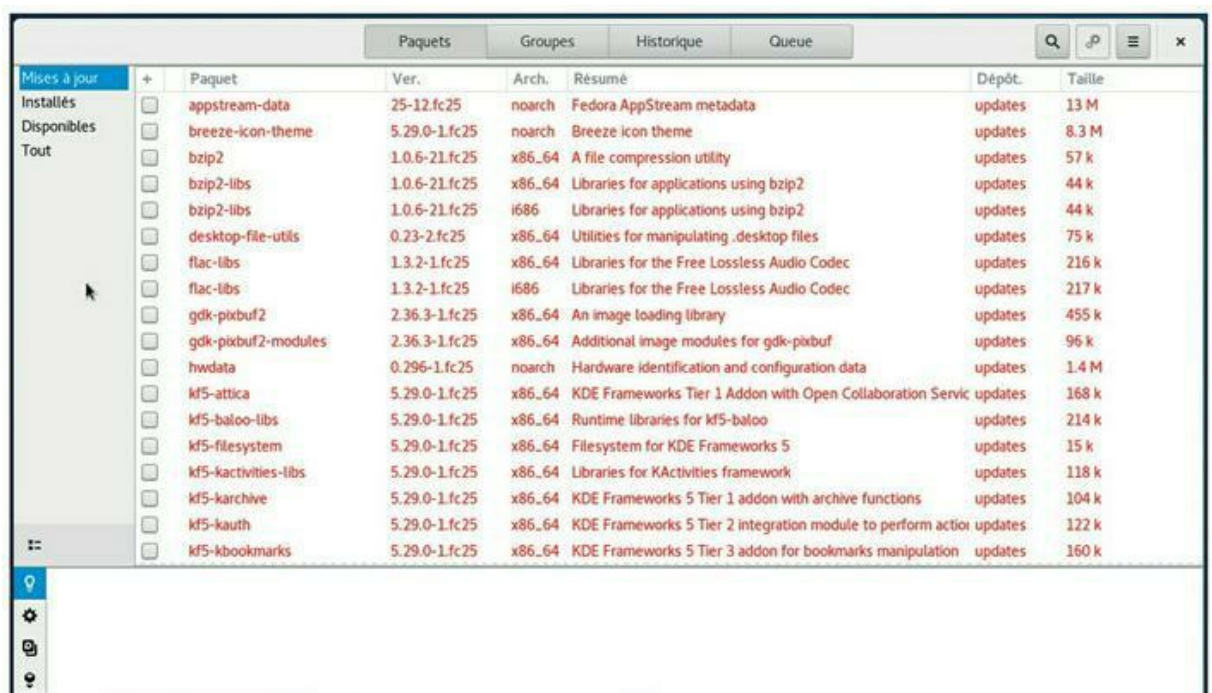 Paquets Groupes Historique Queue
Mises à jour
Installés
Disponibles
Tout
+ Paquet Ver. Arch. Résumé Dépôt. Taille
appstream-data 25-12.fc25 noarch Fedora AppStream metadata updates 13 M
breeze-icon-theme 5.29.0-1.fc25 noarch Breeze icon theme updates 8.3 M
bzip2 1.0.6-21.fc25 x86_64 A file compression utility updates 57 k
bzip2-libs 1.0.6-21.fc25 x86_64 Libraries for applications using bzip2 updates 44 k
bzip2-libs 1.0.6-21.fc25 i686 Libraries for applications using bzip2 updates 44 k
desktop-file-utils 0.23-2.fc25 x86_64 Utilities for manipulating .desktop files updates 75 k
flac-libs 1.3.2-1.fc25 x86_64 Libraries for the Free Lossless Audio Codec updates 216 k
flac-libs 1.3.2-1.fc25 i686 Libraries for the Free Lossless Audio Codec updates 217 k
gdk-pixbuf2 2.36.3-1.fc25 x86_64 An image loading library updates 455 k
gdk-pixbuf2-modules 2.36.3-1.fc25 x86_64 Additional image modules for gdk-pixbuf updates 96 k
hwdata 0.296-1.fc25 noarch Hardware identification and configuration data updates 1.4 M
kf5-attica 5.29.0-1.fc25 x86_64 KDE Frameworks Tier 1 Addon with Open Collaboration Servic updates 168 k
kf5-baloo-libs 5.29.0-1.fc25 x86_64 Runtime libraries for kf5-baloo updates 214 k
kf5-filesystem 5.29.0-1.fc25 x86_64 Filesystem for KDE Frameworks 5 updates 15 k
kf5-kactivities-libs 5.29.0-1.fc25 x86_64 Libraries for KActivities framework updates 118 k
kf5-karchive 5.29.0-1.fc25 x86_64 KDE Frameworks 5 Tier 1 addon with archive functions updates 104 k
kf5-kauth 5.29.0-1.fc25 x86_64 KDE Frameworks 5 Tier 2 integration module to perform action updates 122 k
kf5-kbookmarks 5.29.0-1.fc25 x86_64 KDE Frameworks 5 Tier 3 addon for bookmarks manipulation updates 160 k